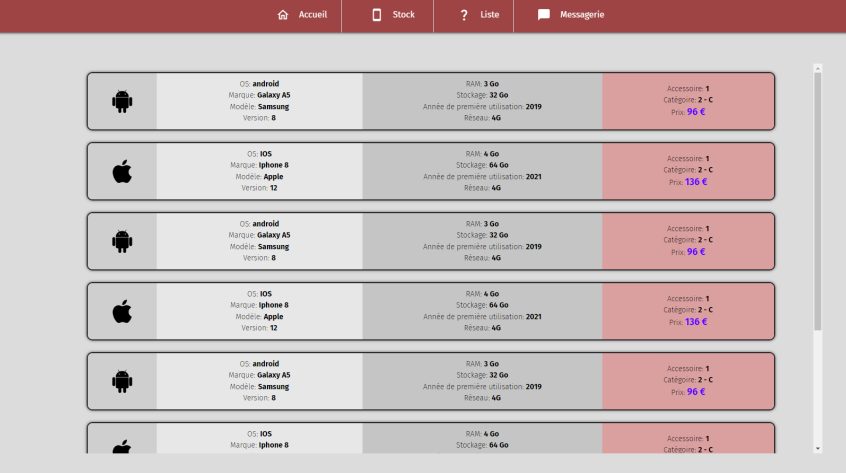 Accueil
Stock
Liste
Messagerie
OS: android
Marque: Galaxy A5
Modèle: Samsung
Version: 8
RAM: 3 Go
Stockage: 32 Go
Année de première utilisation: 2019
Réseau: 4G
Accessoire: 1
Catégoire: 2 - C
Prix: 96 €
OS: IOS
Marque: Iphone 8
Modèle: Apple
Version: 12
RAM: 4 Go
Stockage: 64 Go
Année de première utilisation: 2021
Réseau: 4G
Accessoire: 1
Catégoire: 2 - C
Prix: 136 €
OS: android
Marque: Galaxy A5
Modèle: Samsung
Version: 8
RAM: 3 Go
Stockage: 32 Go
Année de première utilisation: 2019
Réseau: 4G
Accessoire: 1
Catégoire: 2 - C
Prix: 96 €
OS: IOS
Marque: Iphone 8
Modèle: Apple
Version: 12
RAM: 4 Go
Stockage: 64 Go
Année de première utilisation: 2021
Réseau: 4G
Accessoire: 1
Catégoire: 2 - C
Prix: 136 €
OS: android
Marque: Galaxy A5
Modèle: Samsung
Version: 8
RAM: 3 Go
Stockage: 32 Go
Année de première utilisation: 2019
Réseau: 4G
Accessoire: 1
Catégoire: 2 - C
Prix: 96 €
OS: IOS
Marque: Iphone 8
RAM: 4 Go
Stockage: 64 Go
Accessoire: 1
Catégoire: 2 - C